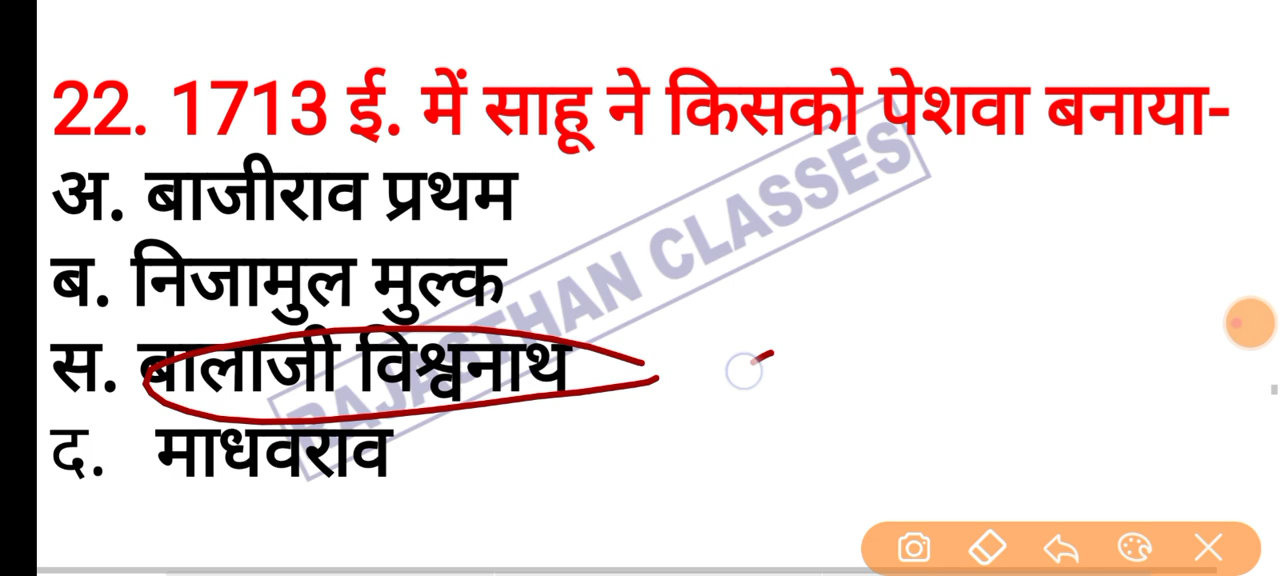 22. 1713 ई. में साहू ने किसको पेशवा बनाया-
अ. बाजीराव प्रथम
ब. निजामुल मुल्क
स. बालाजी विश्वनाथ
द. माधवराव
RAJASTHAN CLASSES